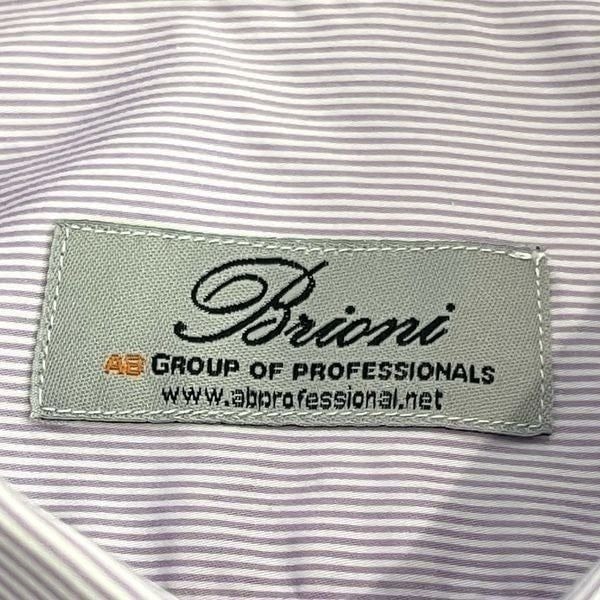 Brioni
AB GROUP OF PROFESSIONALS
www.abprofessional.net